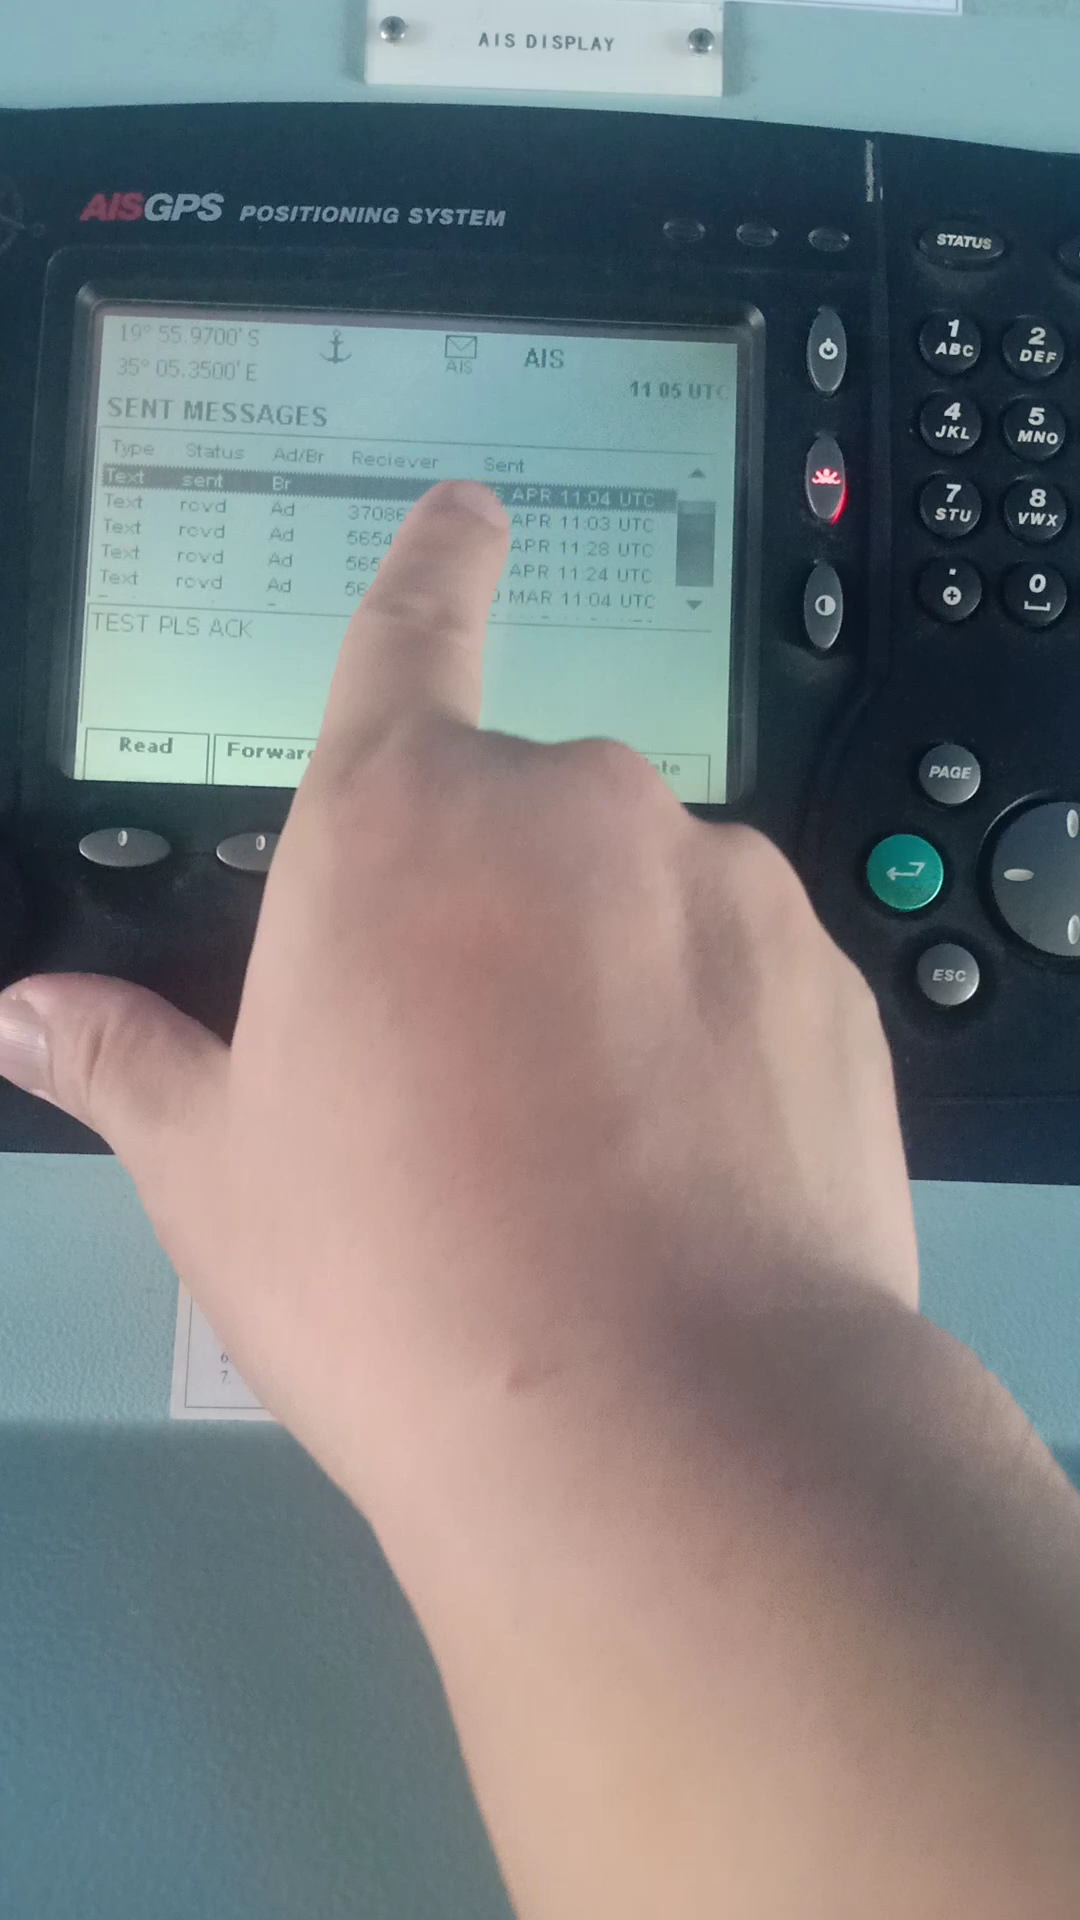 AIS DISPLAY
AISGPS POSITIONING SYSTEM
STATUS
19° 55.9700' S
35° 05.3500' E
AIS
AIS
11 05 UTC
SENT MESSAGES
Type Status Ad/Br Reciever Sent
Text sent Br APR 11:04 UTC
Text rcvd Ad APR 11:03 UTC
Text rcvd Ad APR 11:28 UTC
Text rcvd Ad APR 11:24 UTC
Text rcvd Ad MAR 11:04 UTC
TEST PLS ACK
Read
1 ABC
2 DEF
4 JKL
5 MNO
7 STU
8 VWX
0
PAGE
ESC
6
7.